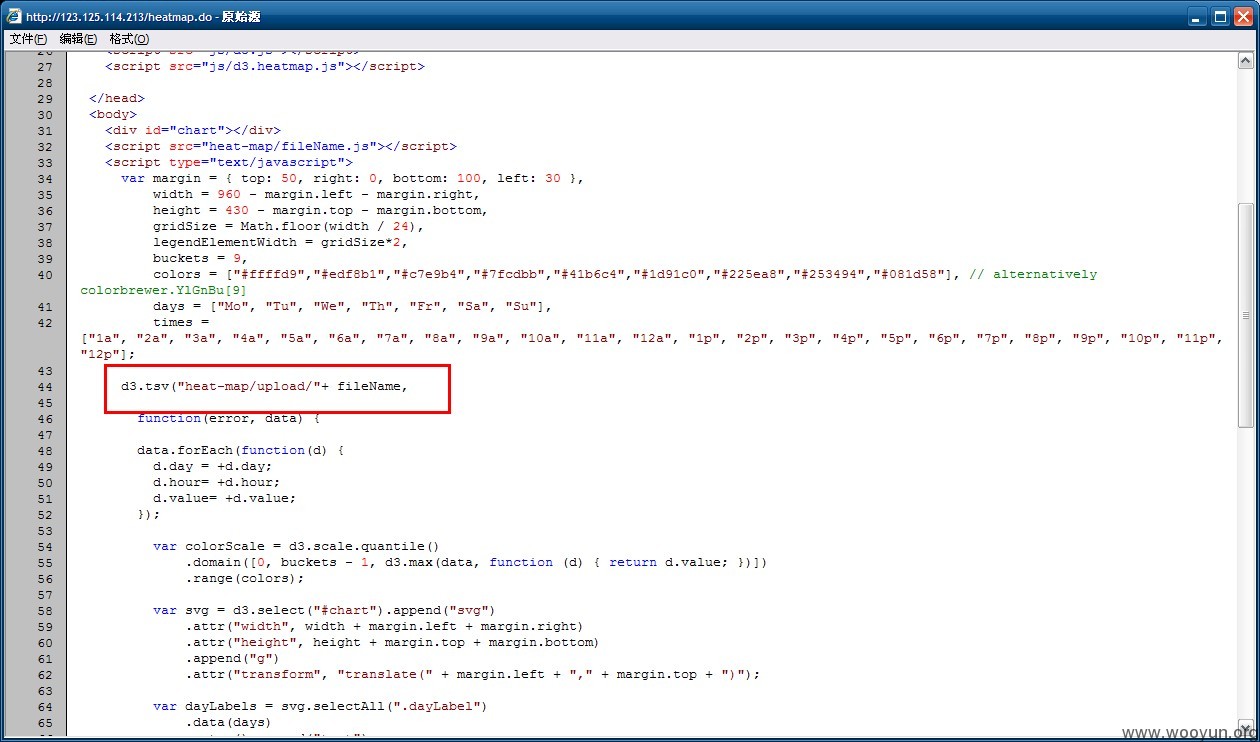 http://123.125.114.213/heatmap.do - 原始源
文件(F) 编辑(E) 格式(O)
26 <script src="js/d3.js"></script>
27 <script src="js/d3.heatmap.js"></script>
28
29 </head>
30 <body>
31 <div id="chart"></div>
32 <script src="heat-map/fileName.js"></script>
33 <script type="text/javascript">
34 var margin = { top: 50, right: 0, bottom: 100, left: 30 },
35 width = 960 - margin.left - margin.right,
36 height = 430 - margin.top - margin.bottom,
37 gridSize = Math.floor(width / 24),
38 legendElementWidth = gridSize*2,
39 buckets = 9,
40 colors = ["#ffffd9","#edf8b1","#c7e9b4","#7fcdbb","#41b6c4","#1d91c0","#225ea8","#253494","#081d58"], // alternatively
colorbrewer.YlGnBu[9]
41 days = ["Mo", "Tu", "We", "Th", "Fr", "Sa", "Su"],
42 times =
["1a", "2a", "3a", "4a", "5a", "6a", "7a", "8a", "9a", "10a", "11a", "12a", "1p", "2p", "3p", "4p", "5p", "6p", "7p", "8p", "9p", "10p", "11p",
"12p"];
43
44 d3.tsv("heat-map/upload/"+ fileName,
45
46 function(error, data) {
47
48 data.forEach(function(d) {
49 d.day = +d.day;
50 d.hour= +d.hour;
51 d.value= +d.value;
52 });
53
54 var colorScale = d3.scale.quantile()
55 .domain([0, buckets - 1, d3.max(data, function (d) { return d.value; })])
56 .range(colors);
57
58 var svg = d3.select("#chart").append("svg")
59 .attr("width", width + margin.left + margin.right)
60 .attr("height", height + margin.top + margin.bottom)
61 .append("g")
62 .attr("transform", "translate(" + margin.left + "," + margin.top + ")");
63
64 var dayLabels = svg.selectAll(".dayLabel")
65 .data(days)
www.wooyun.org